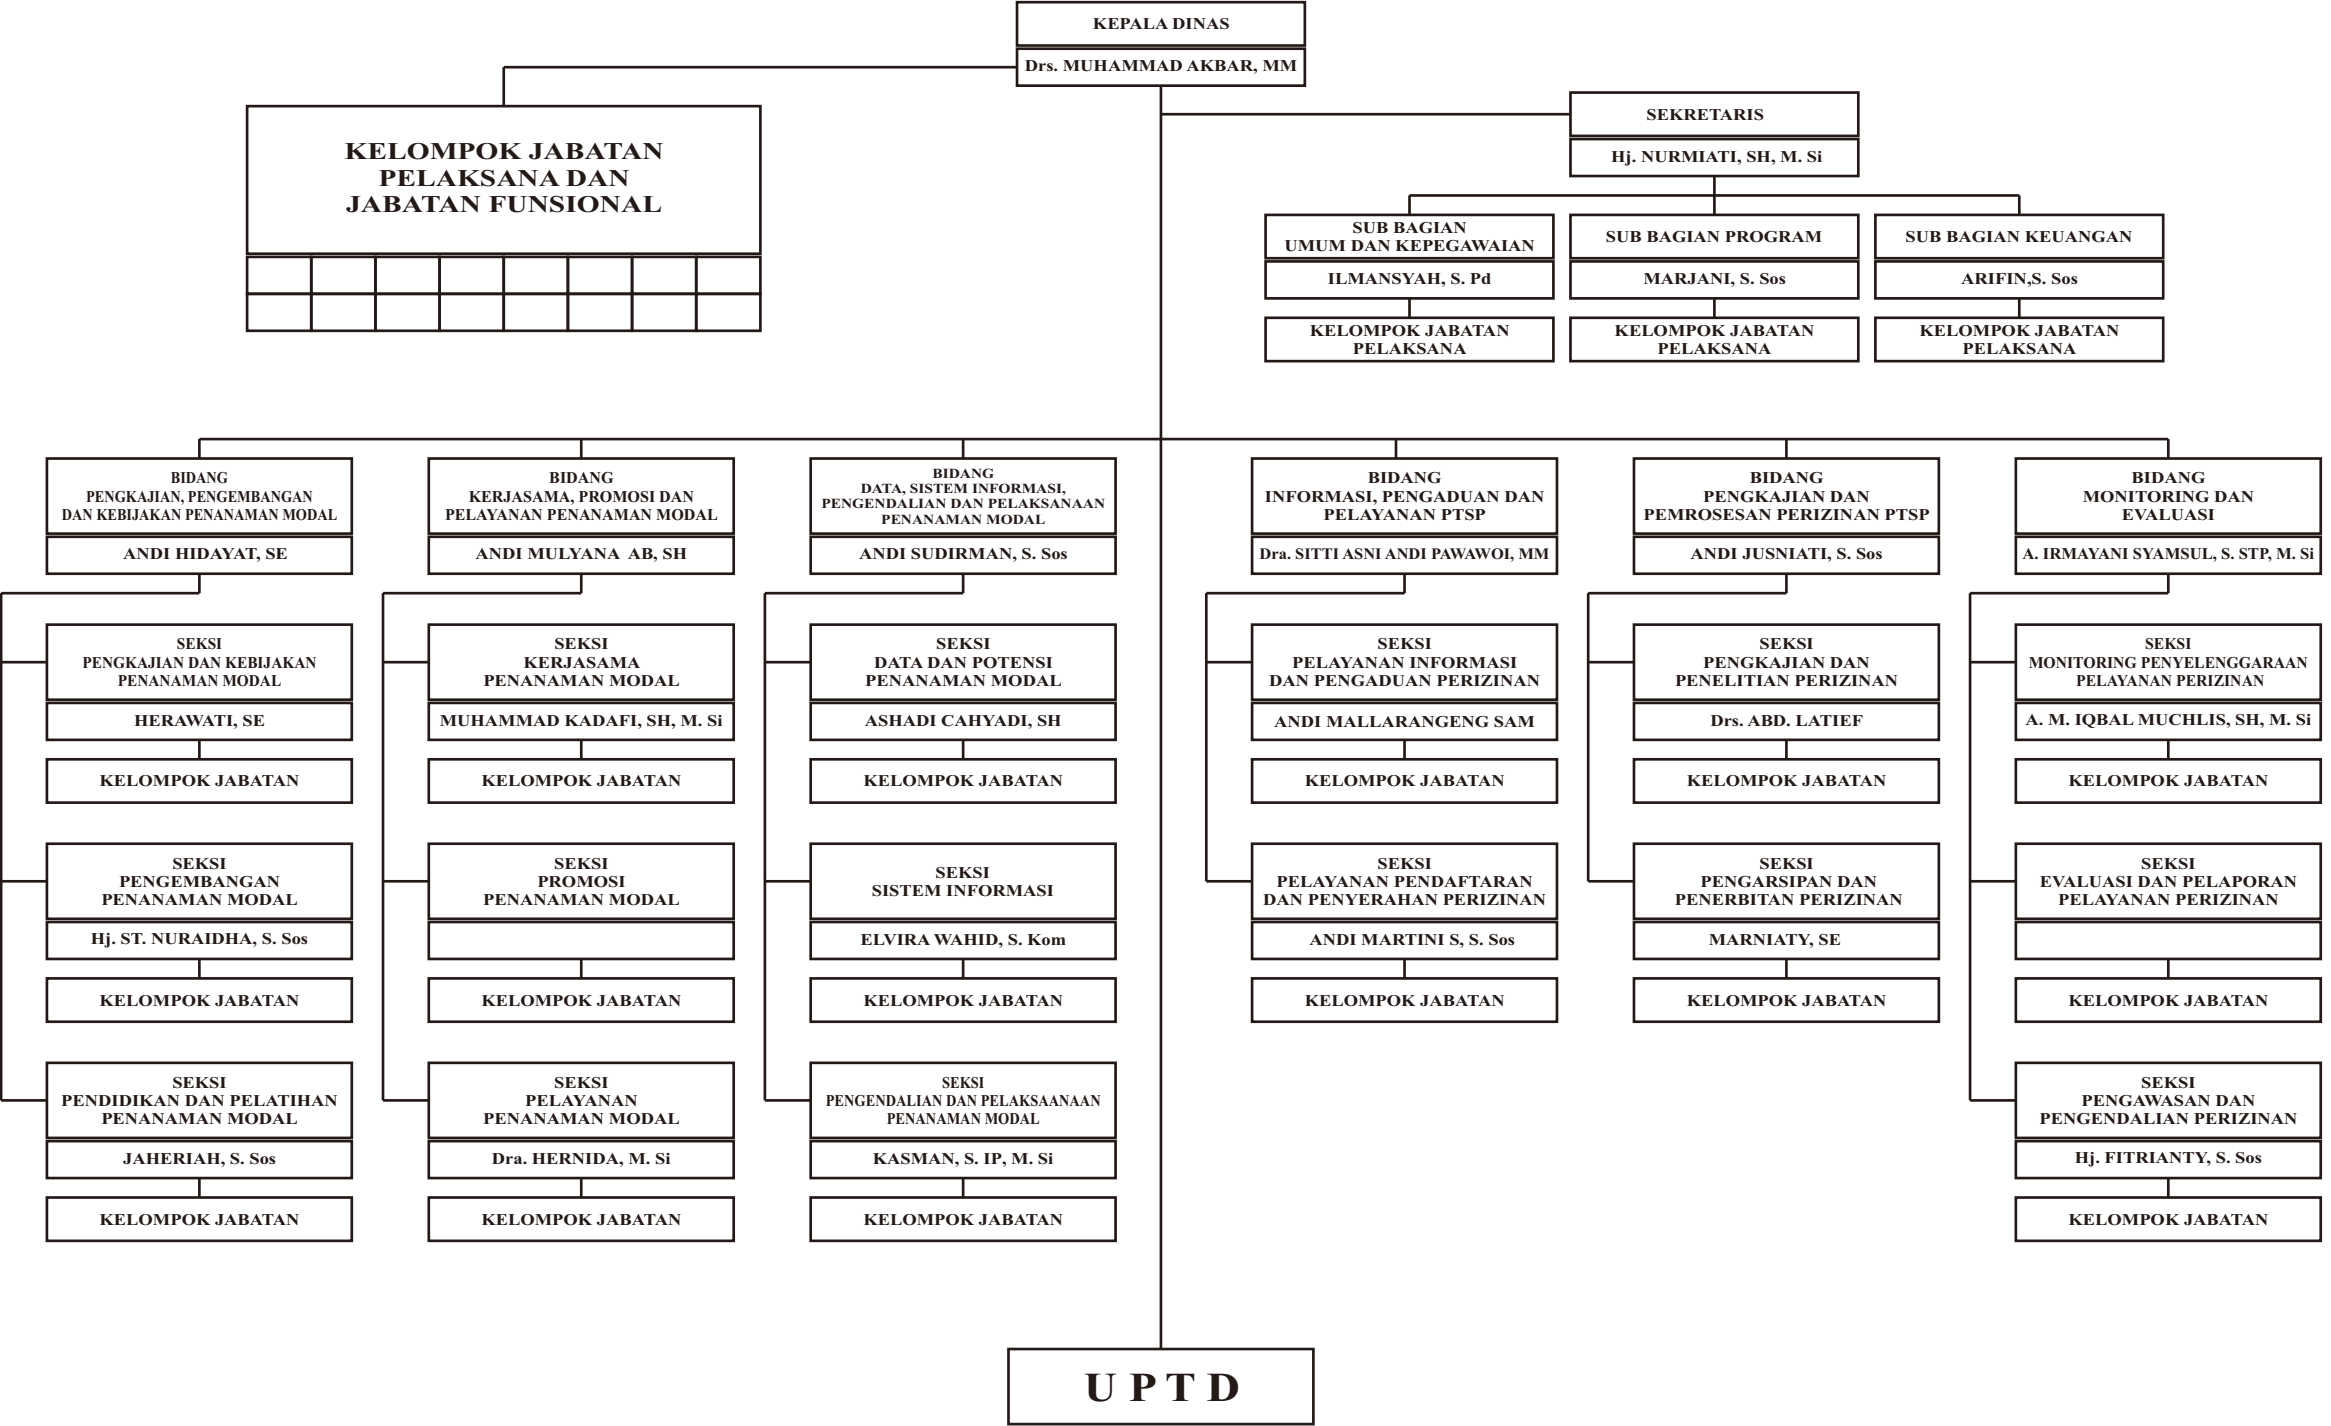 KEPALA DINAS
Drs. MUHAMMAD AKBAR, MM
KELOMPOK JABATAN
PELAKSANA DAN
JABATAN FUNSIONAL
SEKRETARIS
Hj. NURMIATI, SH, M. Si
SUB BAGIAN
UMUM DAN KEPEGAWAIAN
ILMANSYAH, S. Pd
KELOMPOK JABATAN
PELAKSANA
SUB BAGIAN PROGRAM
MARJANI, S. Sos
KELOMPOK JABATAN
PELAKSANA
SUB BAGIAN KEUANGAN
ARIFIN,S. Sos
KELOMPOK JABATAN
PELAKSANA
BIDANG
PENGKAJIAN, PENGEMBANGAN
DAN KEBIJAKAN PENANAMAN MODAL
ANDI HIDAYAT, SE
SEKSI
PENGKAJIAN DAN KEBIJAKAN
PENANAMAN MODAL
HERAWATI, SE
KELOMPOK JABATAN
SEKSI
PENGEMBANGAN
PENANAMAN MODAL
Hj. ST. NURAIDHA, S. Sos
KELOMPOK JABATAN
SEKSI
PENDIDIKAN DAN PELATIHAN
PENANAMAN MODAL
JAHERIAH, S. Sos
KELOMPOK JABATAN
BIDANG
KERJASAMA, PROMOSI DAN
PELAYANAN PENANAMAN MODAL
ANDI MULYANA AB, SH
SEKSI
KERJASAMA
PENANAMAN MODAL
MUHAMMAD KADAFI, SH, M. Si
KELOMPOK JABATAN
SEKSI
PROMOSI
PENANAMAN MODAL
KELOMPOK JABATAN
SEKSI
PELAYANAN
PENANAMAN MODAL
Dra. HERNIDA, M. Si
KELOMPOK JABATAN
BIDANG
DATA, SISTEM INFORMASI,
PENGENDALIAN DAN PELAKSANAAN
PENANAMAN MODAL
ANDI SUDIRMAN, S. Sos
SEKSI
DATA DAN POTENSI
PENANAMAN MODAL
ASHADI CAHYADI, SH
KELOMPOK JABATAN
SEKSI
SISTEM INFORMASI
ELVIRA WAHID, S. Kom
KELOMPOK JABATAN
SEKSI
PENGENDALIAN DAN PELAKSAANAAN
PENANAMAN MODAL
KASMAN, S. IP, M. Si
KELOMPOK JABATAN
BIDANG
INFORMASI, PENGADUAN DAN
PELAYANAN PTSP
Dra. SITTI ASNI ANDI PAWAWOI, MM
SEKSI
PELAYANAN INFORMASI
DAN PENGADUAN PERIZINAN
ANDI MALLARANGENG SAM
KELOMPOK JABATAN
SEKSI
PELAYANAN PENDAFTARAN
DAN PENYERAHAN PERIZINAN
ANDI MARTINI S, S. Sos
KELOMPOK JABATAN
BIDANG
PENGKAJIAN DAN
PEMROSESAN PERIZINAN PTSP
ANDI JUSNIATI, S. Sos
SEKSI
PENGKAJIAN DAN
PENELITIAN PERIZINAN
Drs. ABD. LATIEF
KELOMPOK JABATAN
SEKSI
PENGARSIPAN DAN
PENERBITAN PERIZINAN
MARNIATY, SE
KELOMPOK JABATAN
BIDANG
MONITORING DAN
EVALUASI
A. IRMAYANI SYAMSUL, S. STP, M. Si
SEKSI
MONITORING PENYELENGGARAAN
PELAYANAN PERIZINAN
A. M. IQBAL MUCHLIS, SH, M. Si
KELOMPOK JABATAN
SEKSI
EVALUASI DAN PELAPORAN
PELAYANAN PERIZINAN
KELOMPOK JABATAN
SEKSI
PENGAWASAN DAN
PENGENDALIAN PERIZINAN
Hj. FITRIANTY, S. Sos
KELOMPOK JABATAN
U P T D